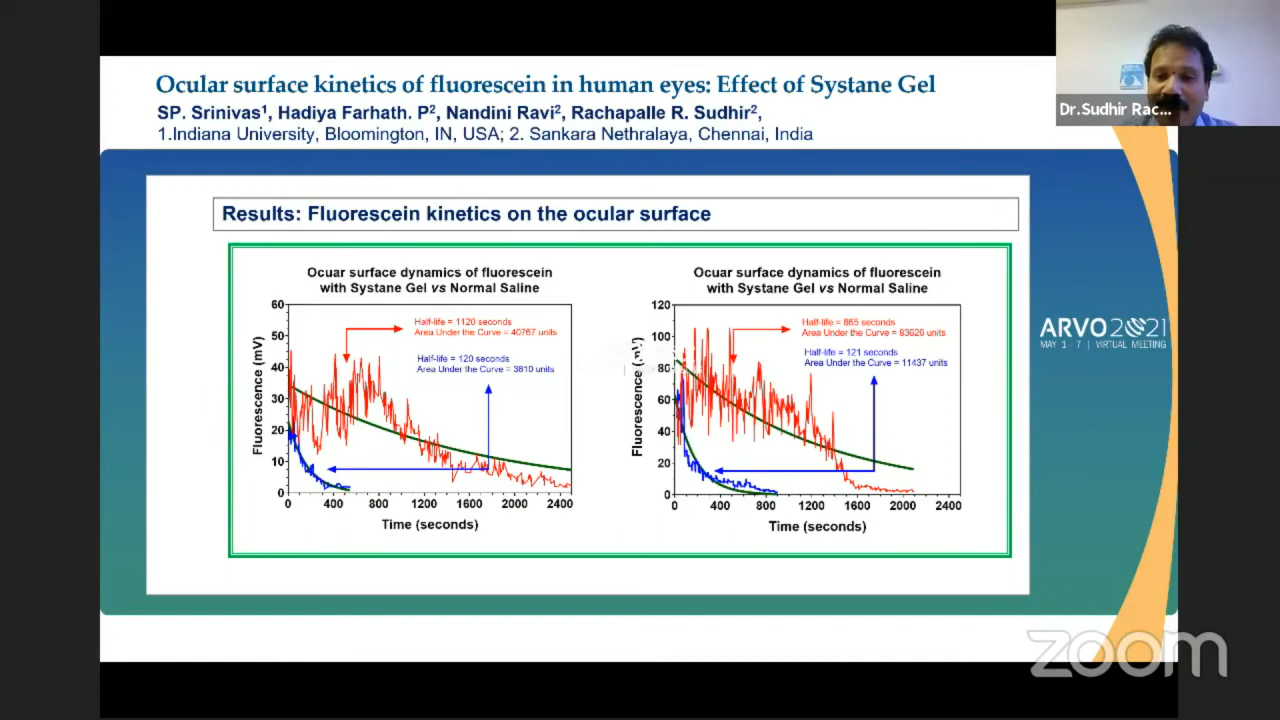 Ocular surface kinetics of fluorescein in human eyes: Effect of Systane Gel
SP. Srinivas1, Hadiya Farhath. P2, Nandini Ravi2, Rachapalle R. Sudhir2,
1.Indiana University, Bloomington, IN, USA; 2. Sankara Nethralaya, Chennai, India
Dr.Sudhir Rac...
Results: Fluorescein kinetics on the ocular surface
Ocuar surface dynamics of fluorescein
with Systane Gel vs Normal Saline
Half-life = 1120 seconds
Area Under the Curve = 40767 units
Half-life = 120 seconds
Area Under the Curve = 3810 units
Fluorescence (mV)
60
50
40
30
20
10
0
0 400 800 1200 1600 2000 2400
Time (seconds)
Ocuar surface dynamics of fluorescein
with Systane Gel vs Normal Saline
Half-life = 865 seconds
Area Under the Curve = 83626 units
Half-life = 121 seconds
Area Under the Curve = 11437 units
Fluorescence (mV)
120
100
80
60
40
20
0
0 400 800 1200 1600 2000 2400
Time (seconds)
ARVO2021
MAY 1 - 7 | VIRTUAL MEETING
zoom